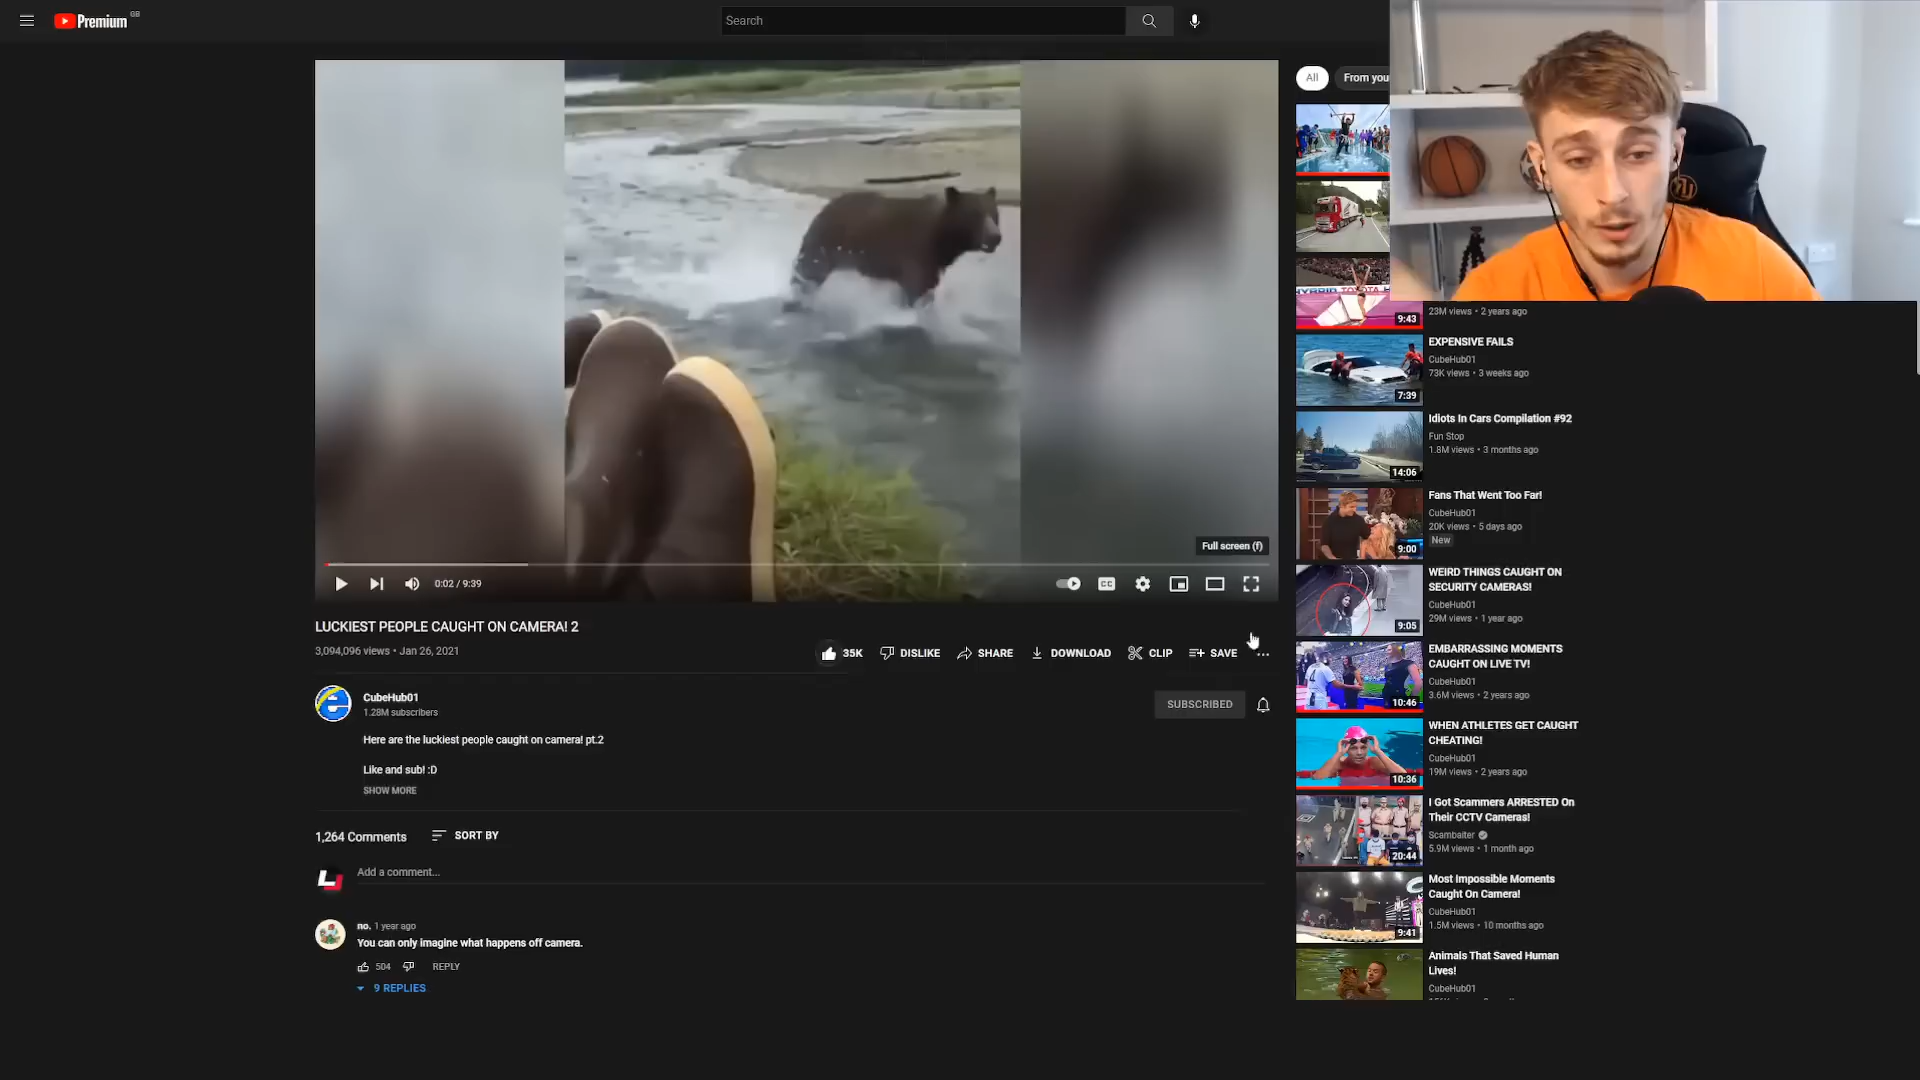 Premium GB
Search
All
From you
Full screen (f)
0:02 / 9:39
CC
LUCKIEST PEOPLE CAUGHT ON CAMERA! 2
3,094,096 views • Jan 26, 2021
35K
DISLIKE
SHARE
DOWNLOAD
CLIP
SAVE
CubeHub01
1.28M subscribers
SUBSCRIBED
Here are the luckiest people caught on camera! pt.2
Like and sub! :D
SHOW MORE
1,264 Comments
SORT BY
Add a comment...
no. 1 year ago
You can only imagine what happens off camera.
504
REPLY
9 REPLIES
HYBRID TOYOTA
9:43
23M views • 2 years ago
7:39
EXPENSIVE FAILS
CubeHub01
73K views • 3 weeks ago
14:06
Idiots In Cars Compilation #92
Fun Stop
1.8M views • 3 months ago
9:00
Fans That Went Too Far!
CubeHub01
20K views • 5 days ago
New
9:05
WEIRD THINGS CAUGHT ON
SECURITY CAMERAS!
CubeHub01
29M views • 1 year ago
10:46
EMBARRASSING MOMENTS
CAUGHT ON LIVE TV!
CubeHub01
3.6M views • 2 years ago
10:36
WHEN ATHLETES GET CAUGHT
CHEATING!
CubeHub01
19M views • 2 years ago
20:44
I Got Scammers ARRESTED On
Their CCTV Cameras!
Scambaiter
5.9M views • 1 month ago
9:41
Most Impossible Moments
Caught On Camera!
CubeHub01
1.5M views • 10 months ago
Animals That Saved Human
Lives!
CubeHub01